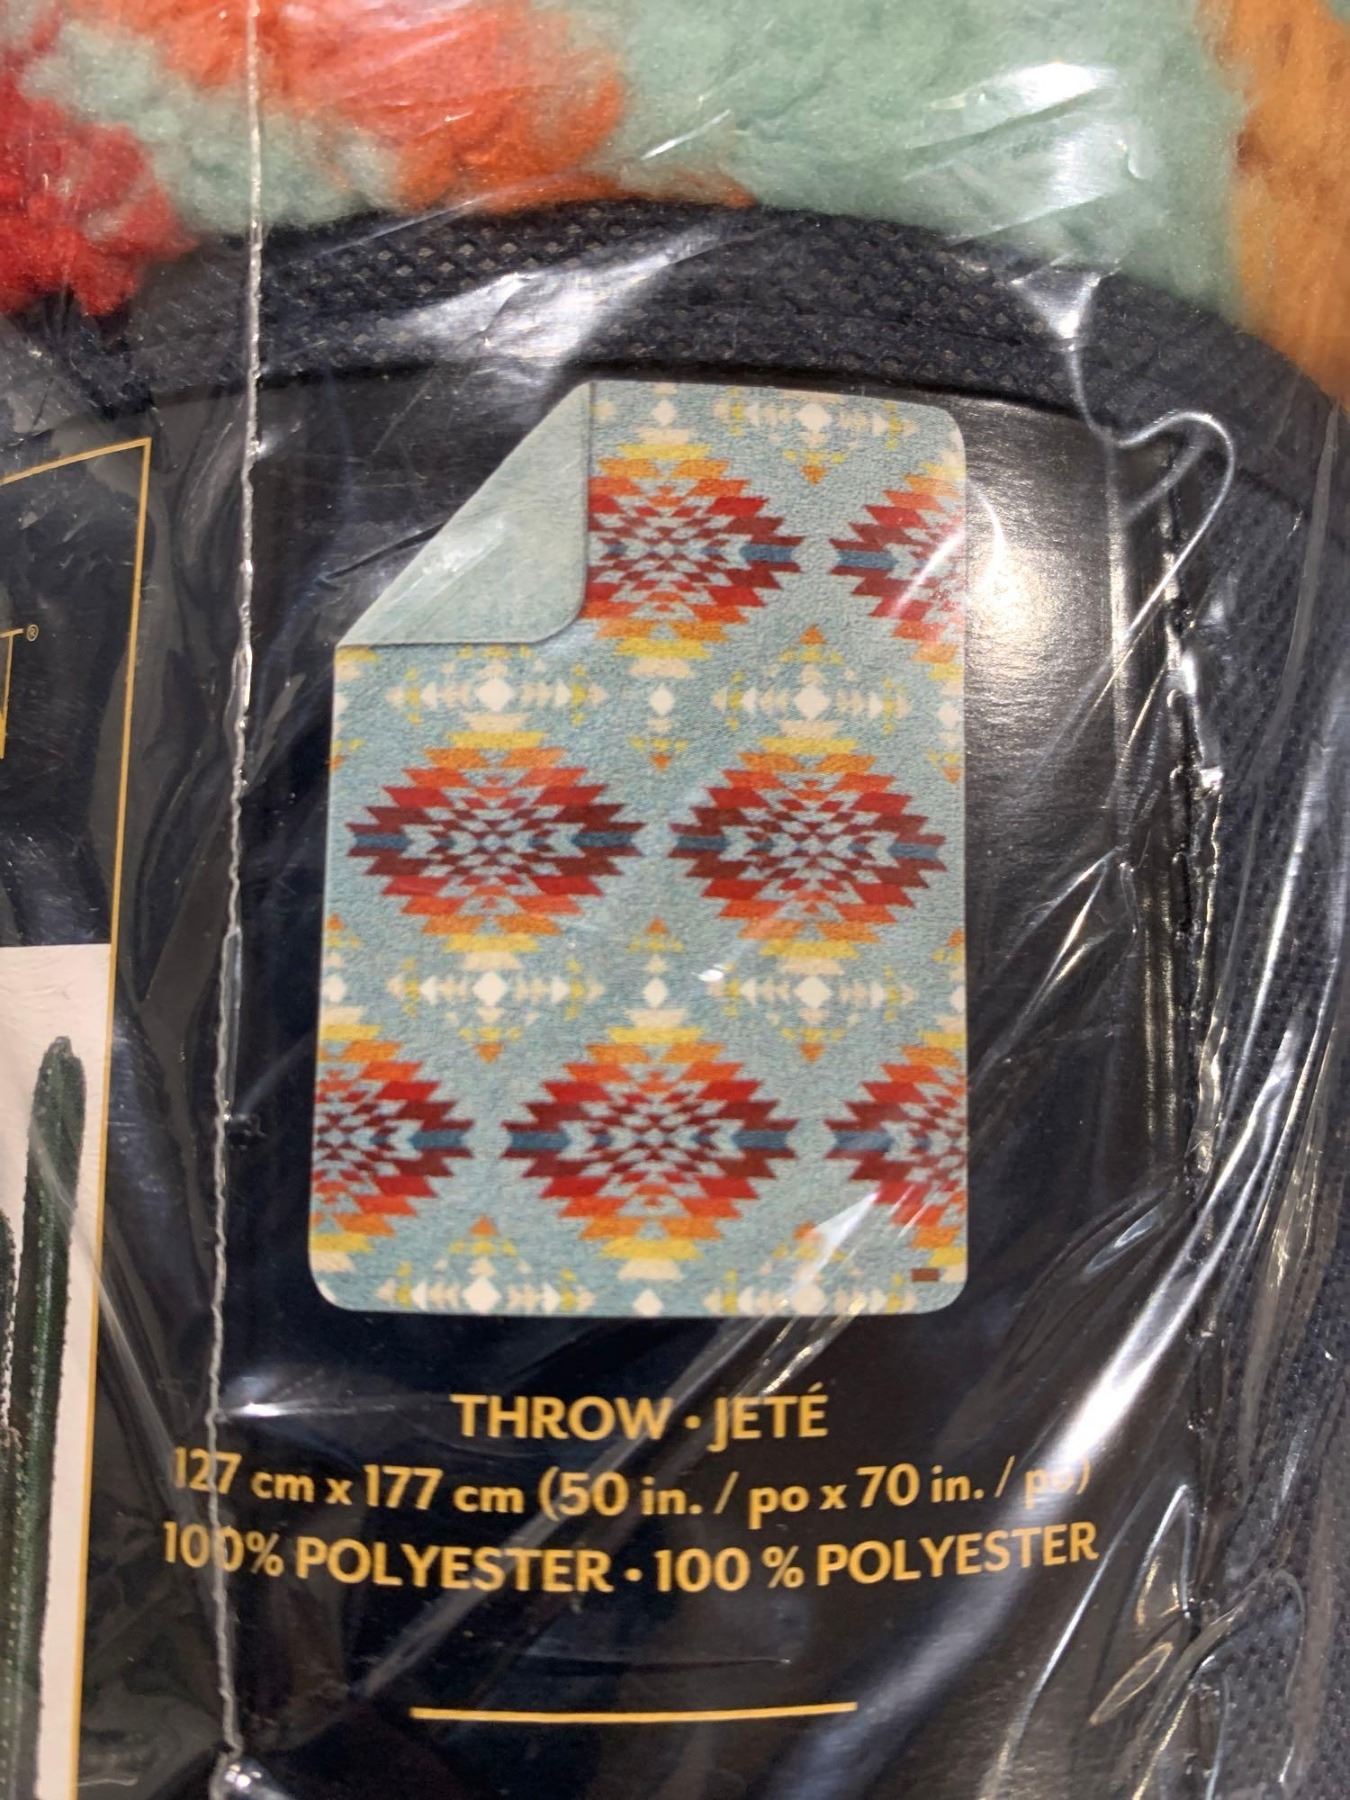 THROW • JETÉ
127 cm x 177 cm (50 in. / po x 70 in. / po)
100% POLYESTER • 100 % POLYESTER